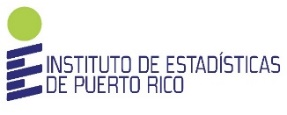 INSTITUTO DE ESTADÍSTICAS
DE PUERTO RICO